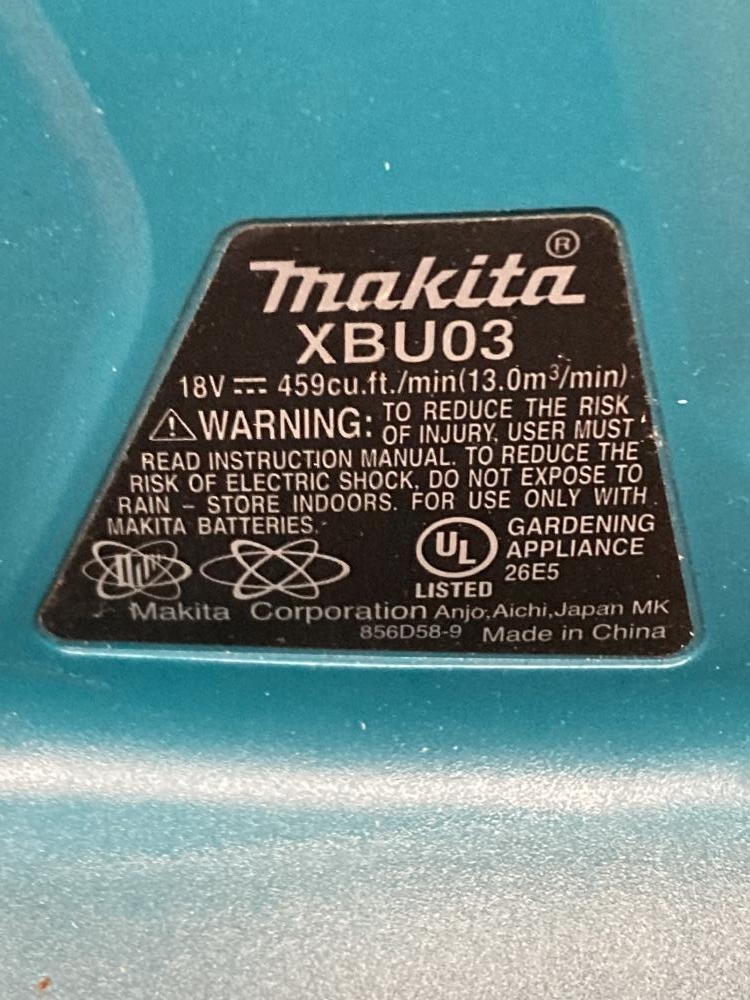 makita®
XBU03
18V ⎓ 459cu.ft./min(13.0m³/min)
⚠WARNING: TO REDUCE THE RISK
OF INJURY, USER MUST
READ INSTRUCTION MANUAL. TO REDUCE THE
RISK OF ELECTRIC SHOCK, DO NOT EXPOSE TO
RAIN – STORE INDOORS. FOR USE ONLY WITH
MAKITA BATTERIES.
UL
LISTED
GARDENING
APPLIANCE
26E5
Makita Corporation Anjo,Aichi,Japan MK
856D58-9 Made in China